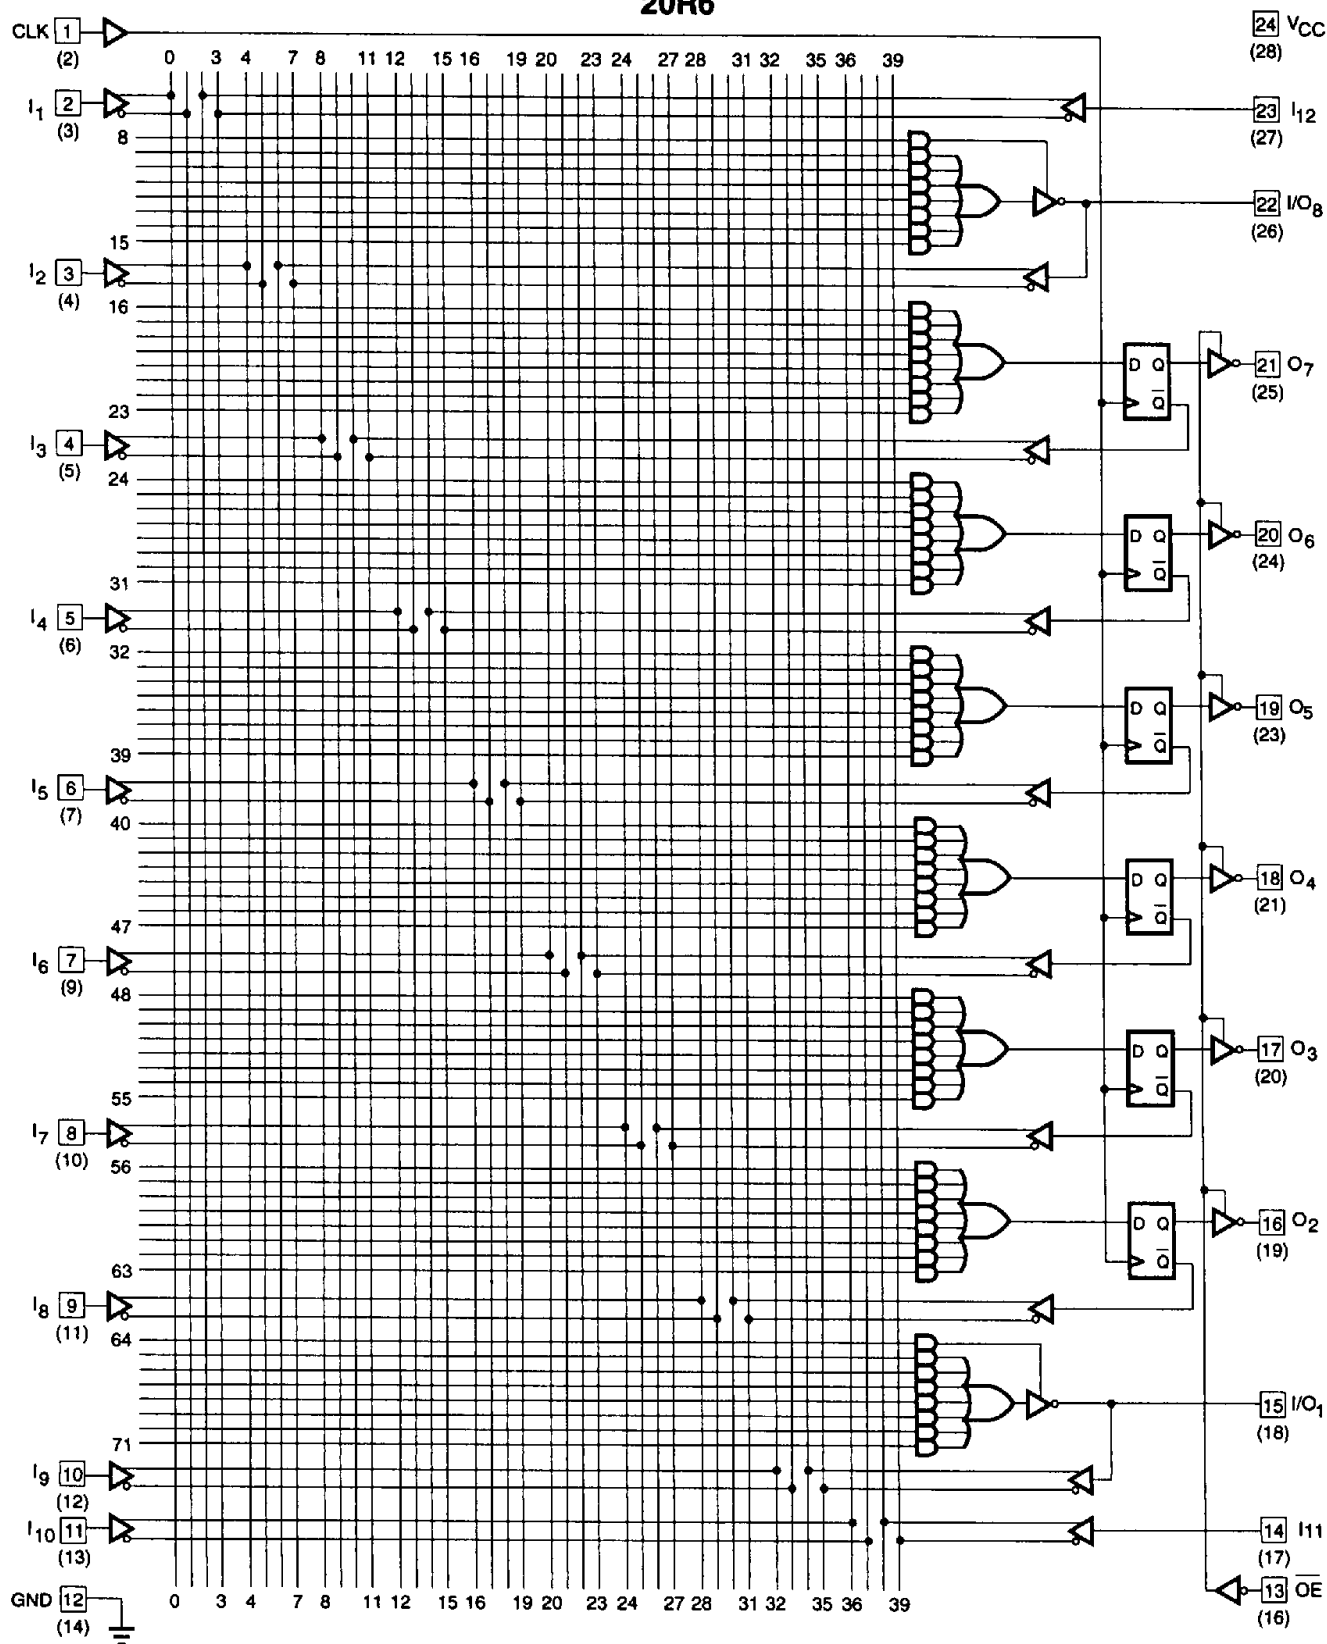 20R6
CLK 1 (2)
24 VCC (28)
0 3 4 7 8 11 12 15 16 19 20 23 24 27 28 31 32 35 36 39
I1 2 (3)
23 I12 (27)
8
22 I/O8 (26)
15
I2 3 (4)
16
D Q Q̅
21 O7 (25)
23
I3 4 (5)
24
D Q Q̅
20 O6 (24)
31
I4 5 (6)
32
D Q Q̅
19 O5 (23)
39
I5 6 (7)
40
D Q Q̅
18 O4 (21)
47
I6 7 (9)
48
D Q Q̅
17 O3 (20)
55
I7 8 (10)
56
D Q Q̅
16 O2 (19)
63
I8 9 (11)
64
15 I/O1 (18)
71
I9 10 (12)
I10 11 (13)
14 I11 (17)
GND 12 (14)
0 3 4 7 8 11 12 15 16 19 20 23 24 27 28 31 32 35 36 39
13 O̅E̅ (16)